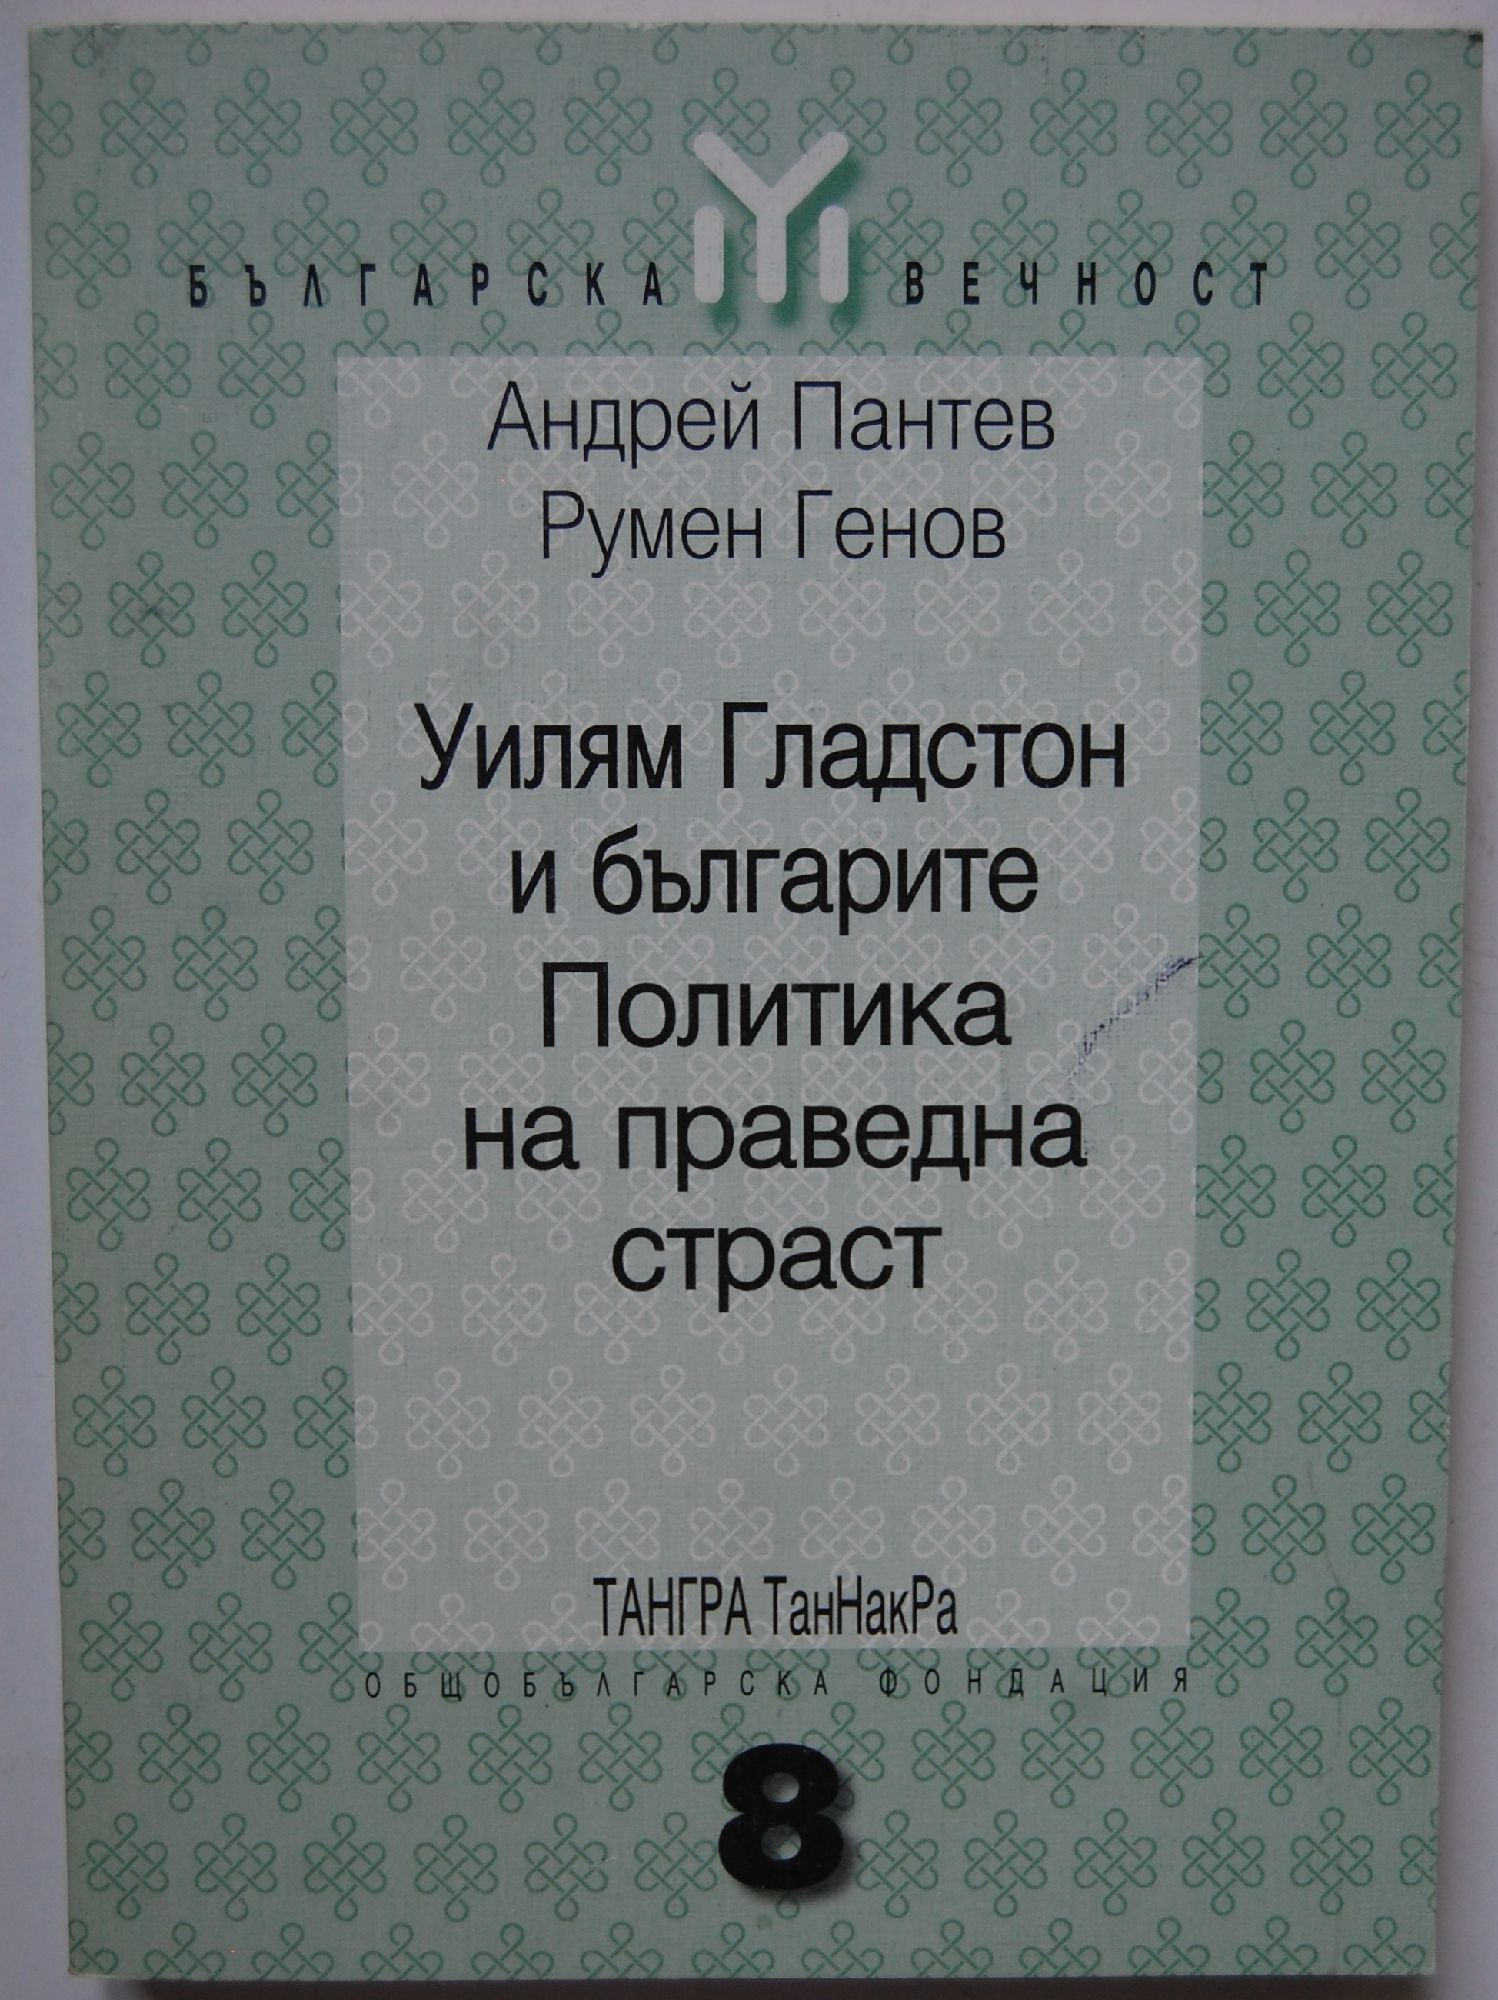 БЪЛГАРСКА ВЕЧНОСТ
Андрей Пантев
Румен Генов
Уилям Гладстон
и българите
Политика
на праведна
страст
ТАНГРА ТанНакРа
ОБЩОБЪЛГАРСКА ФОНДАЦИЯ
8